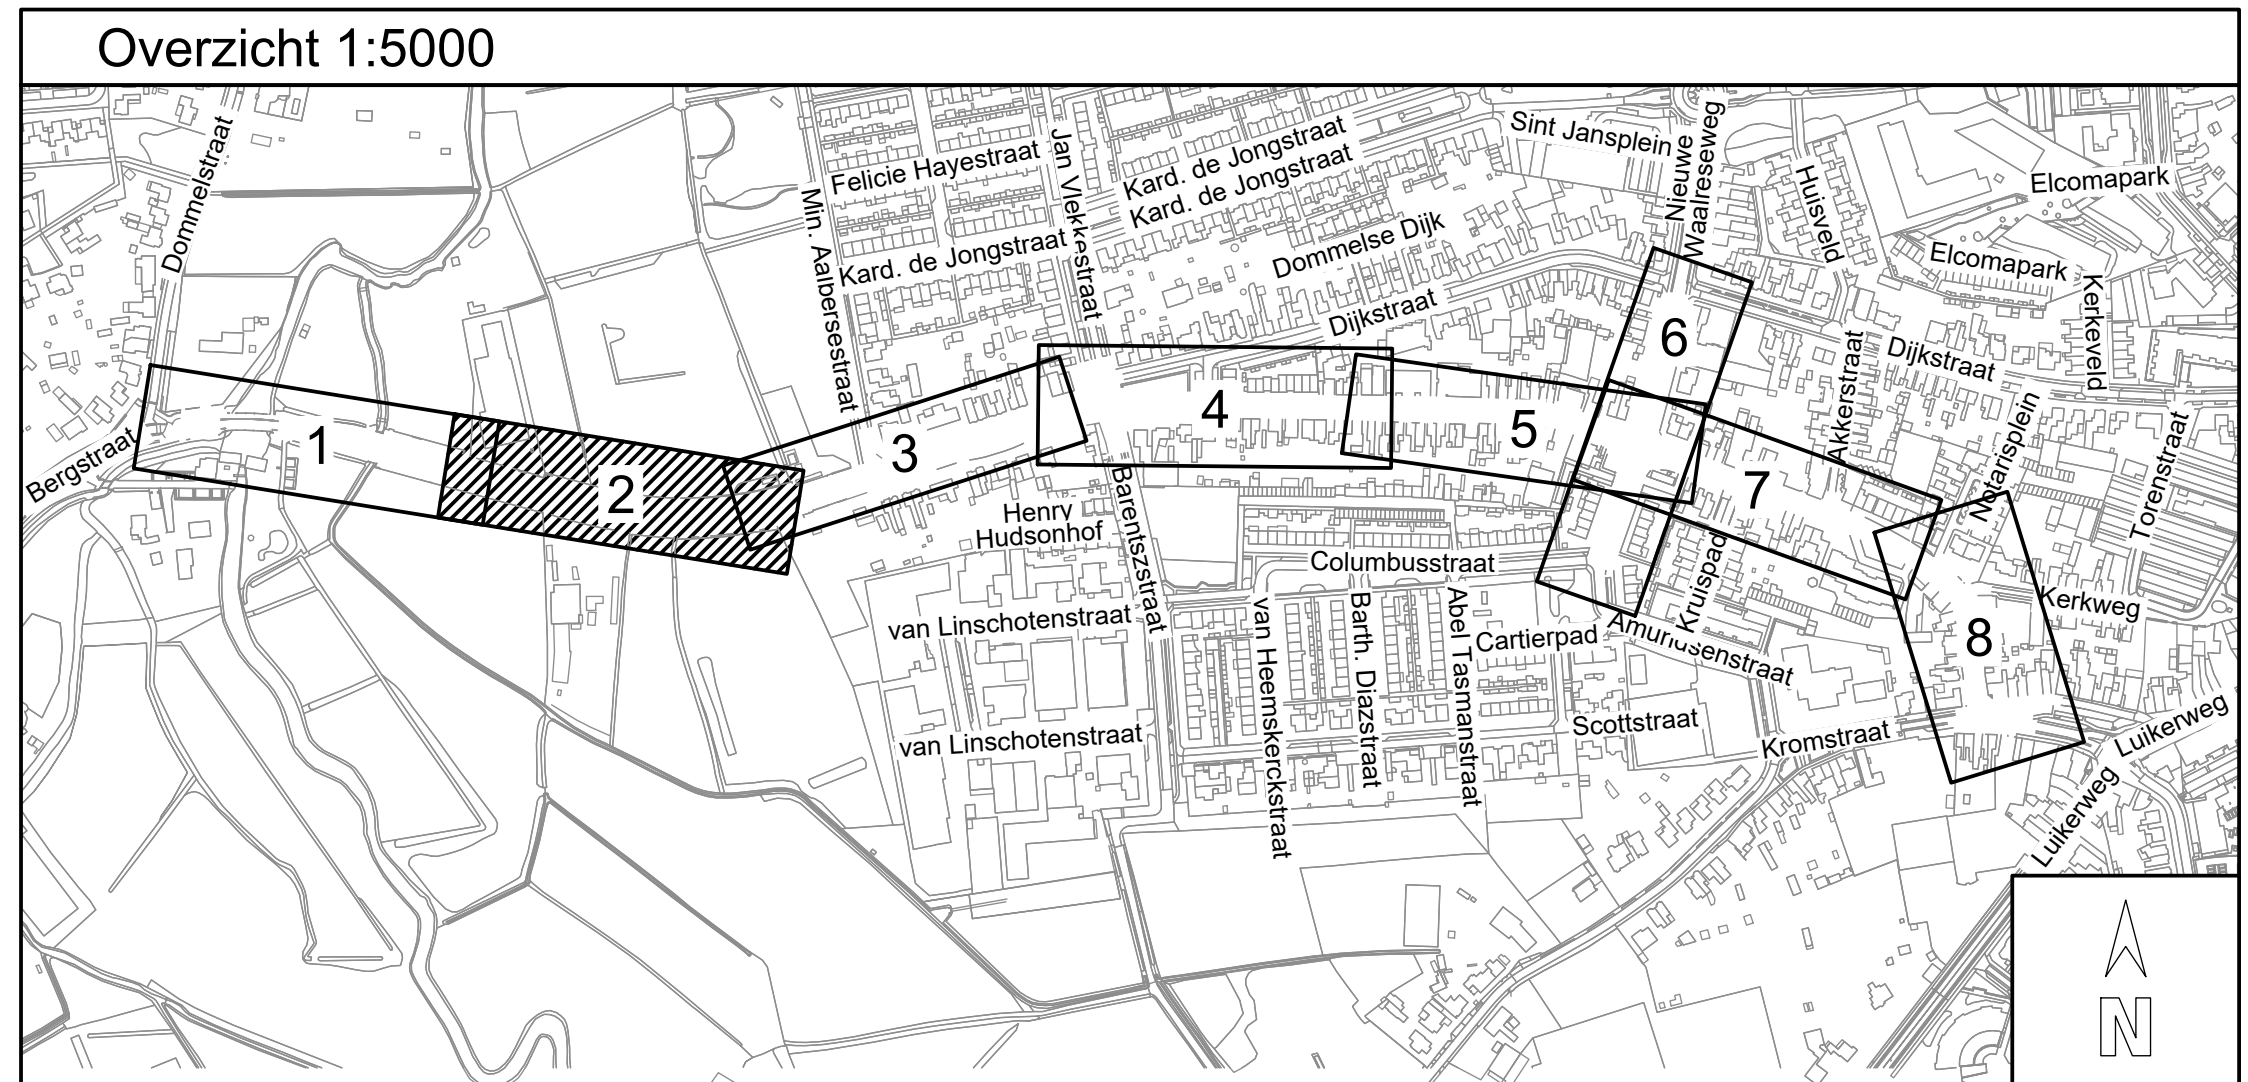 Overzicht 1:5000
Dommelstraat
Bergstraat
Min. Aalbersestraat
Felicie Hayestraat
Kard. de Jongstraat
Jan Vlekkestraat
Kard. de Jongstraat
Kard. de Jongstraat
Dommelse Dijk
Dijkstraat
Sint Jansplein
Nieuwe
Waalreseweg
Huisveld
Elcomapark
Elcomapark
Kerkeveld
Akkerstraat
Dijkstraat
Notarisplein
Torenstraat
1
2
3
4
5
6
7
8
Henry
Hudsonhof
Barentszstraat
Columbusstraat
van Linschotenstraat
van Linschotenstraat
van Heemskerckstraat
Barth. Diazstraat
Abel Tasmanstraat
Cartierpad
Amundsenstraat
Kruispad
Scottstraat
Kromstraat
Kerkweg
Luikerweg
Luikerweg
N